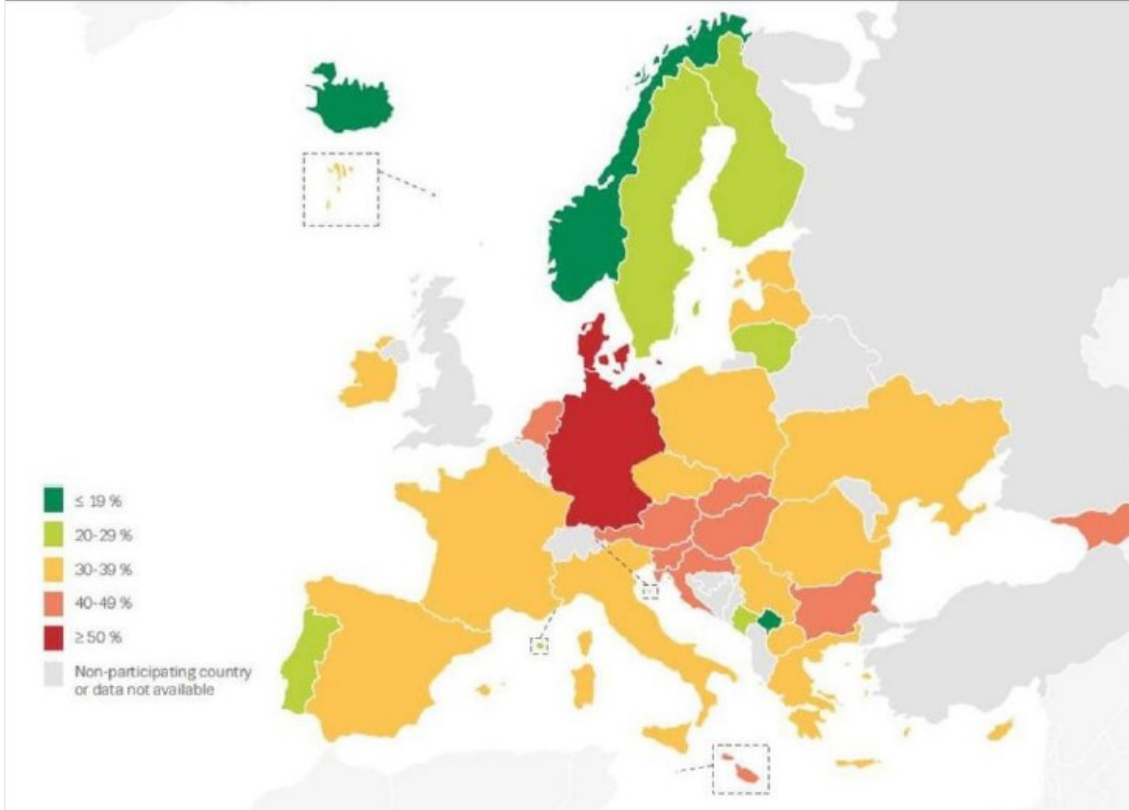 ≤ 19 %
20-29 %
30-39 %
40-49 %
≥ 50 %
Non-participating country
or data not available